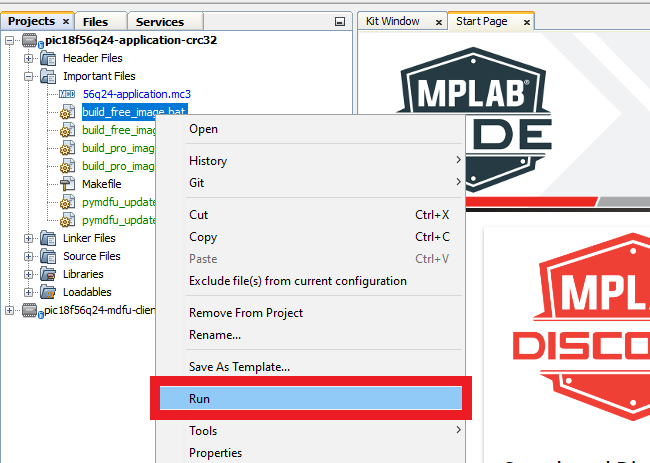 Projects × Files Services
Kit Window × Start Page ×
pic18f56q24-application-crc32
Header Files
Important Files
56q24-application.mc3
build_free_image.bat
build_free_imag
build_pro_imag
build_pro_imag
Makefile
pymdfu_update
pymdfu_update
Linker Files
Source Files
Libraries
Loadables
pic18f56q24-mdfu-clien
Open
History
Git
Cut Ctrl+X
Copy Ctrl+C
Paste Ctrl+V
Exclude file(s) from current configuration
Remove From Project
Rename...
Save As Template...
Run
Tools
Properties
MPLAB®
DE
MPL
DISCO